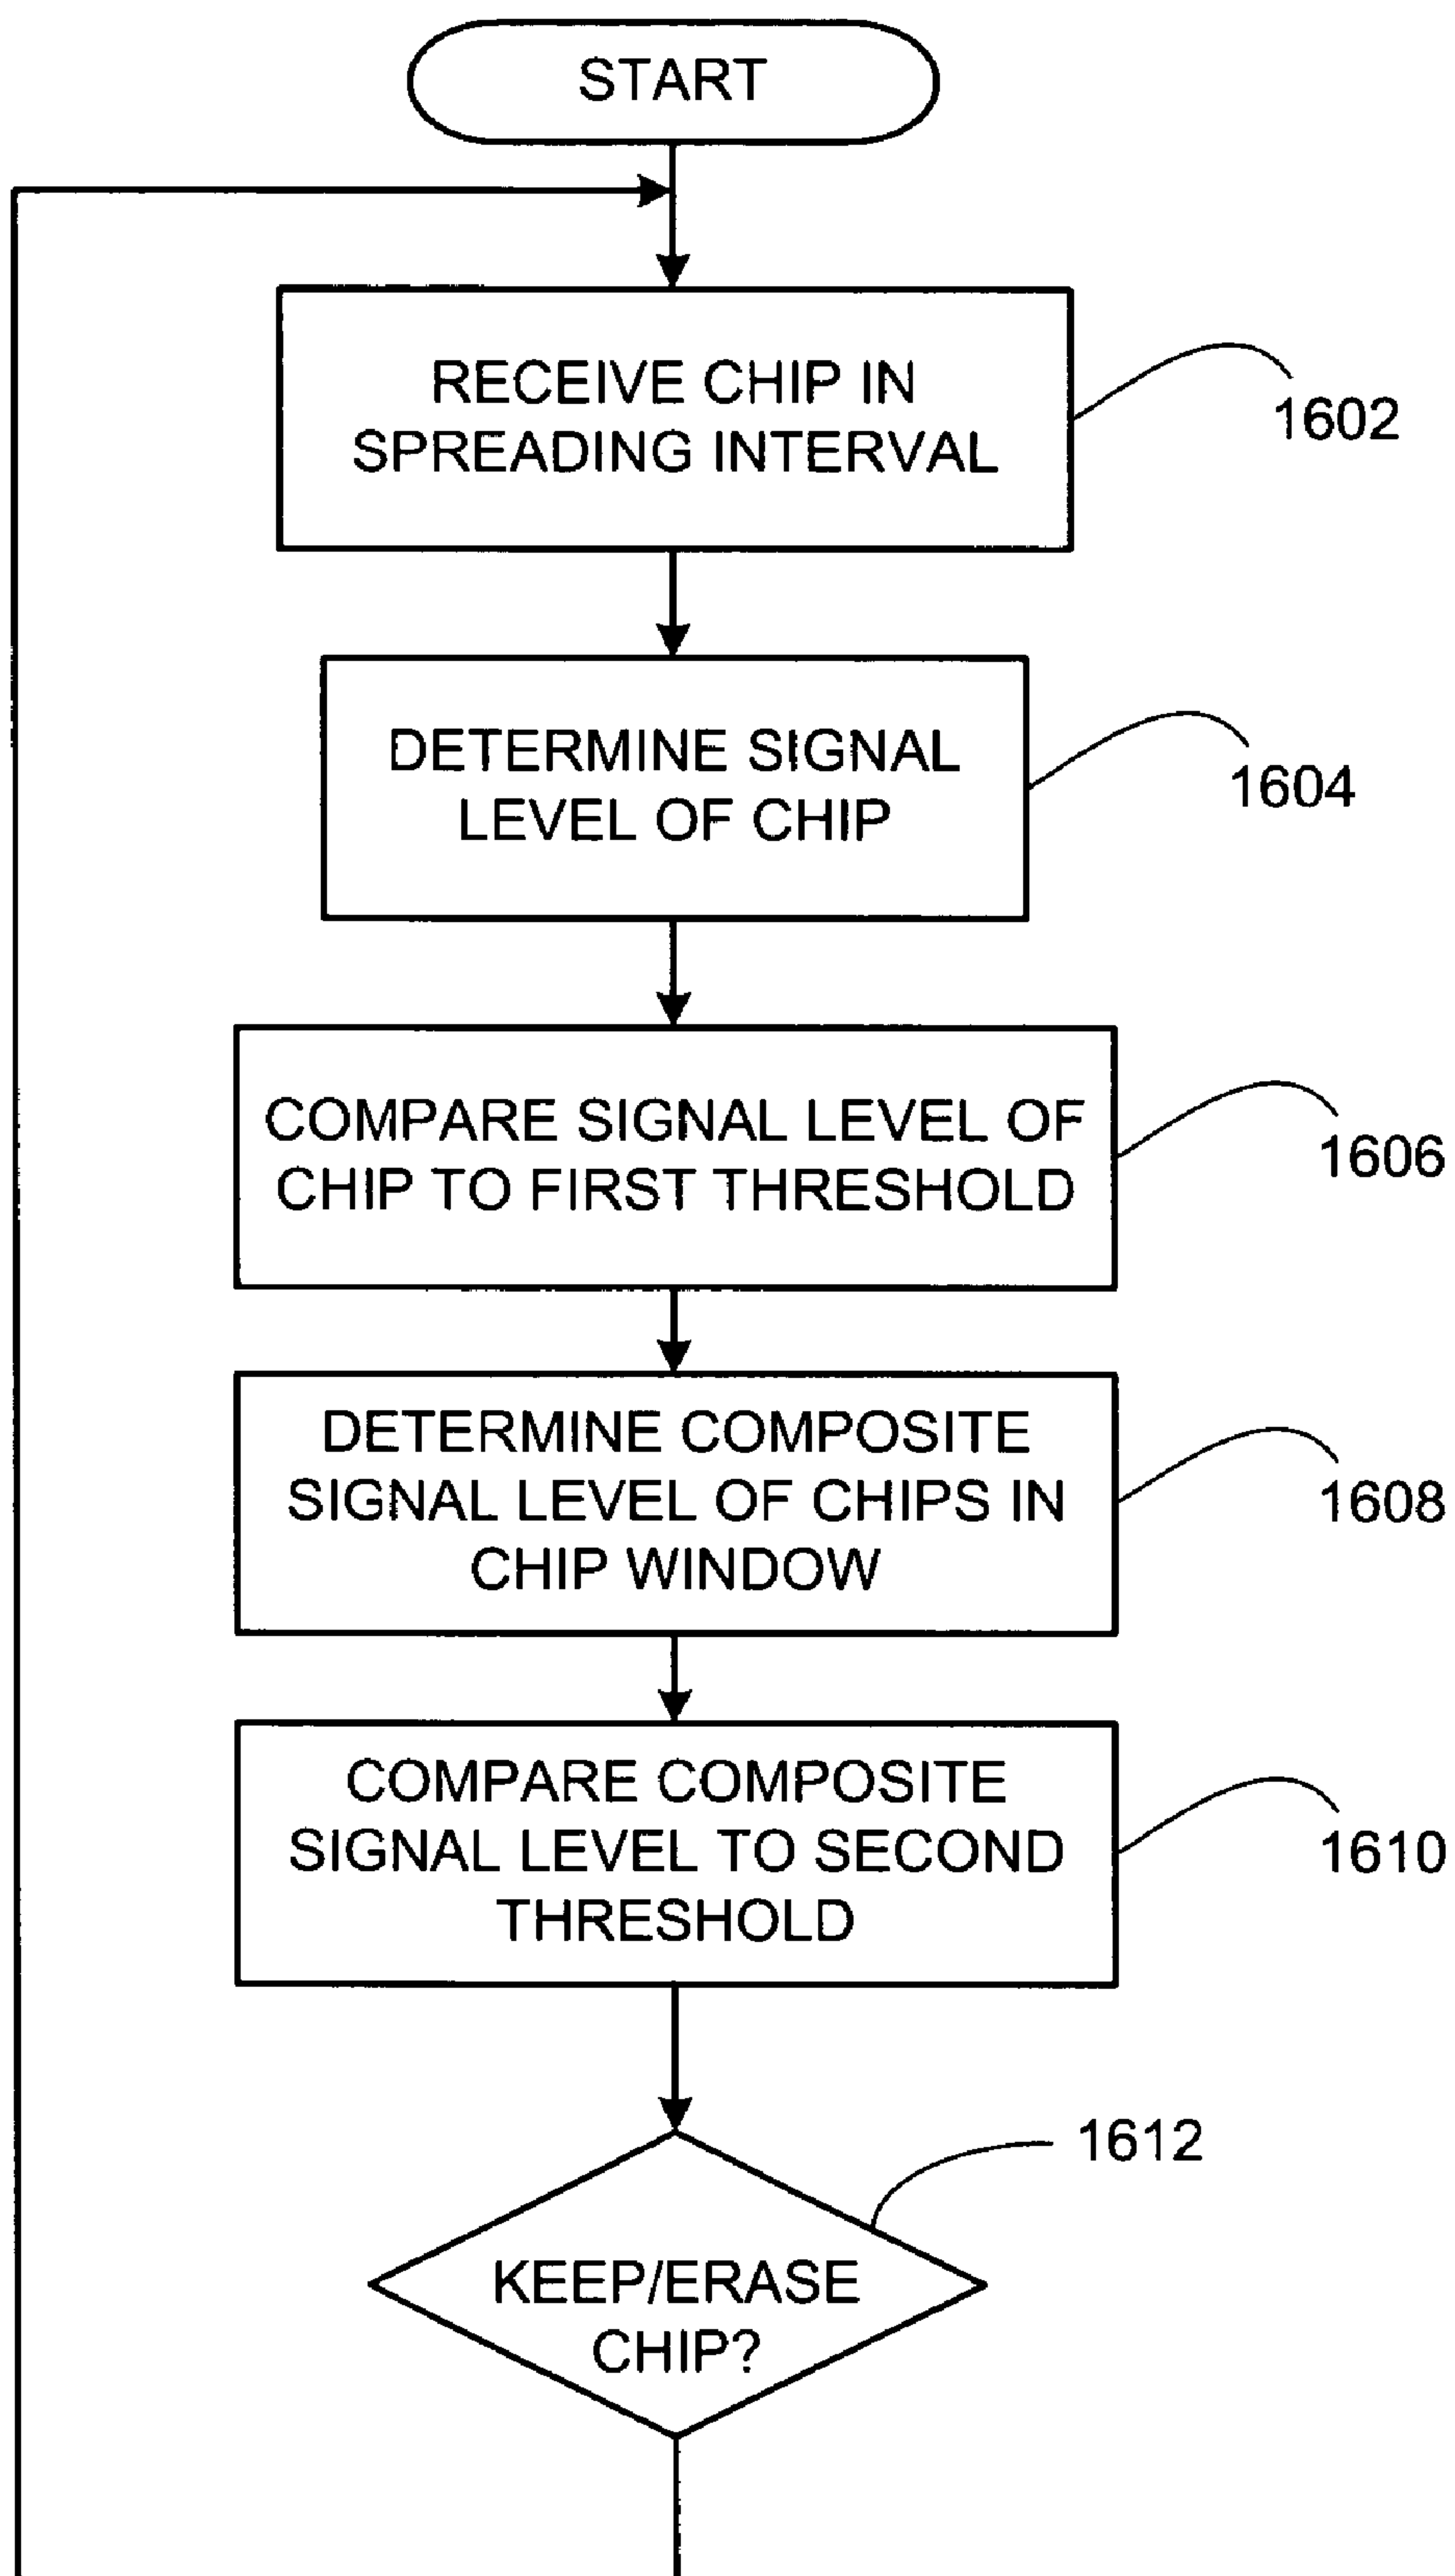 START
RECEIVE CHIP IN
SPREADING INTERVAL
1602
DETERMINE SIGNAL
LEVEL OF CHIP
1604
COMPARE SIGNAL LEVEL OF
CHIP TO FIRST THRESHOLD
1606
DETERMINE COMPOSITE
SIGNAL LEVEL OF CHIPS IN
CHIP WINDOW
1608
COMPARE COMPOSITE
SIGNAL LEVEL TO SECOND
THRESHOLD
1610
1612
KEEP/ERASE
CHIP?